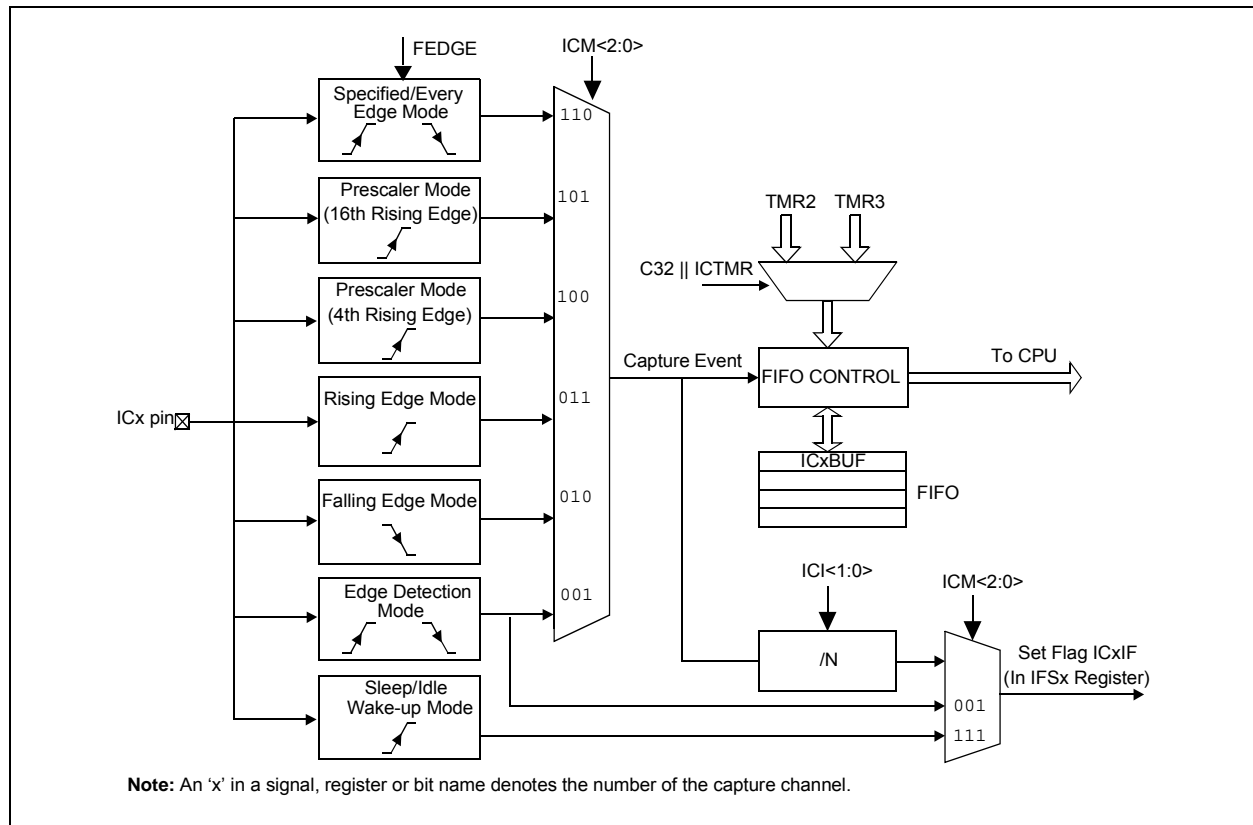 FEDGE
ICM<2:0>
Specified/Every
Edge Mode
110
Prescaler Mode
(16th Rising Edge)
101
TMR2
TMR3
C32 || ICTMR
Prescaler Mode
(4th Rising Edge)
100
Capture Event
FIFO CONTROL
To CPU
ICx pin
Rising Edge Mode
011
ICxBUF
FIFO
Falling Edge Mode
010
Edge Detection
Mode
001
ICI<1:0>
ICM<2:0>
/N
Set Flag ICxIF
(In IFSx Register)
001
111
Sleep/Idle
Wake-up Mode
Note: An ‘x’ in a signal, register or bit name denotes the number of the capture channel.